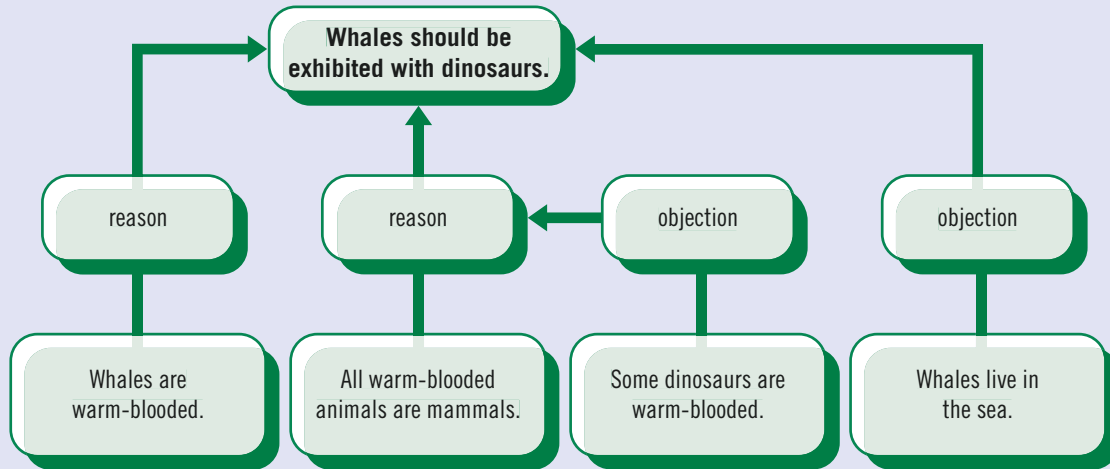 Whales should be
exhibited with dinosaurs.
reason
reason
objection
objection
Whales are
warm-blooded.
All warm-blooded
animals are mammals.
Some dinosaurs are
warm-blooded.
Whales live in
the sea.